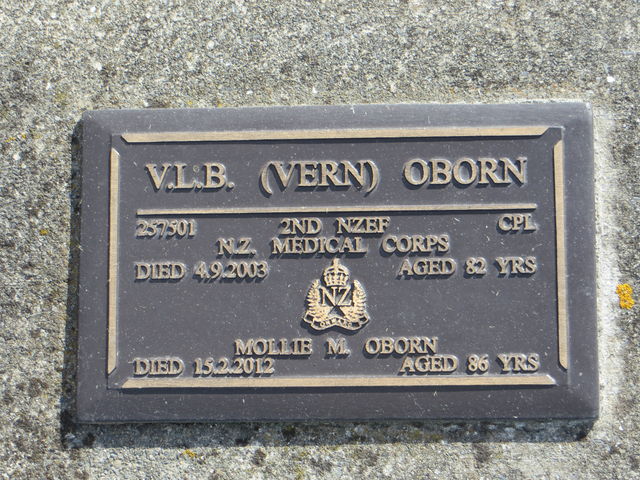 V.L.B. (VERN) OBORN
257501 2ND NZEF CPL
N.Z. MEDICAL CORPS
DIED 4.9.2003 AGED 82 YRS
NZ
ONWARD
MOLLIE M. OBORN
DIED 15.2.2012 AGED 86 YRS